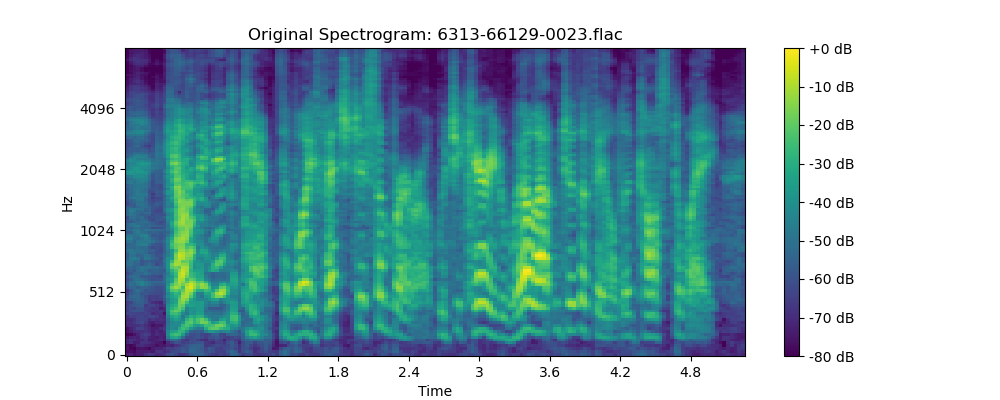 Original Spectrogram: 6313-66129-0023.flac
Hz
4096
2048
1024
512
0
0 0.6 1.2 1.8 2.4 3 3.6 4.2 4.8
Time
+0 dB
-10 dB
-20 dB
-30 dB
-40 dB
-50 dB
-60 dB
-70 dB
-80 dB